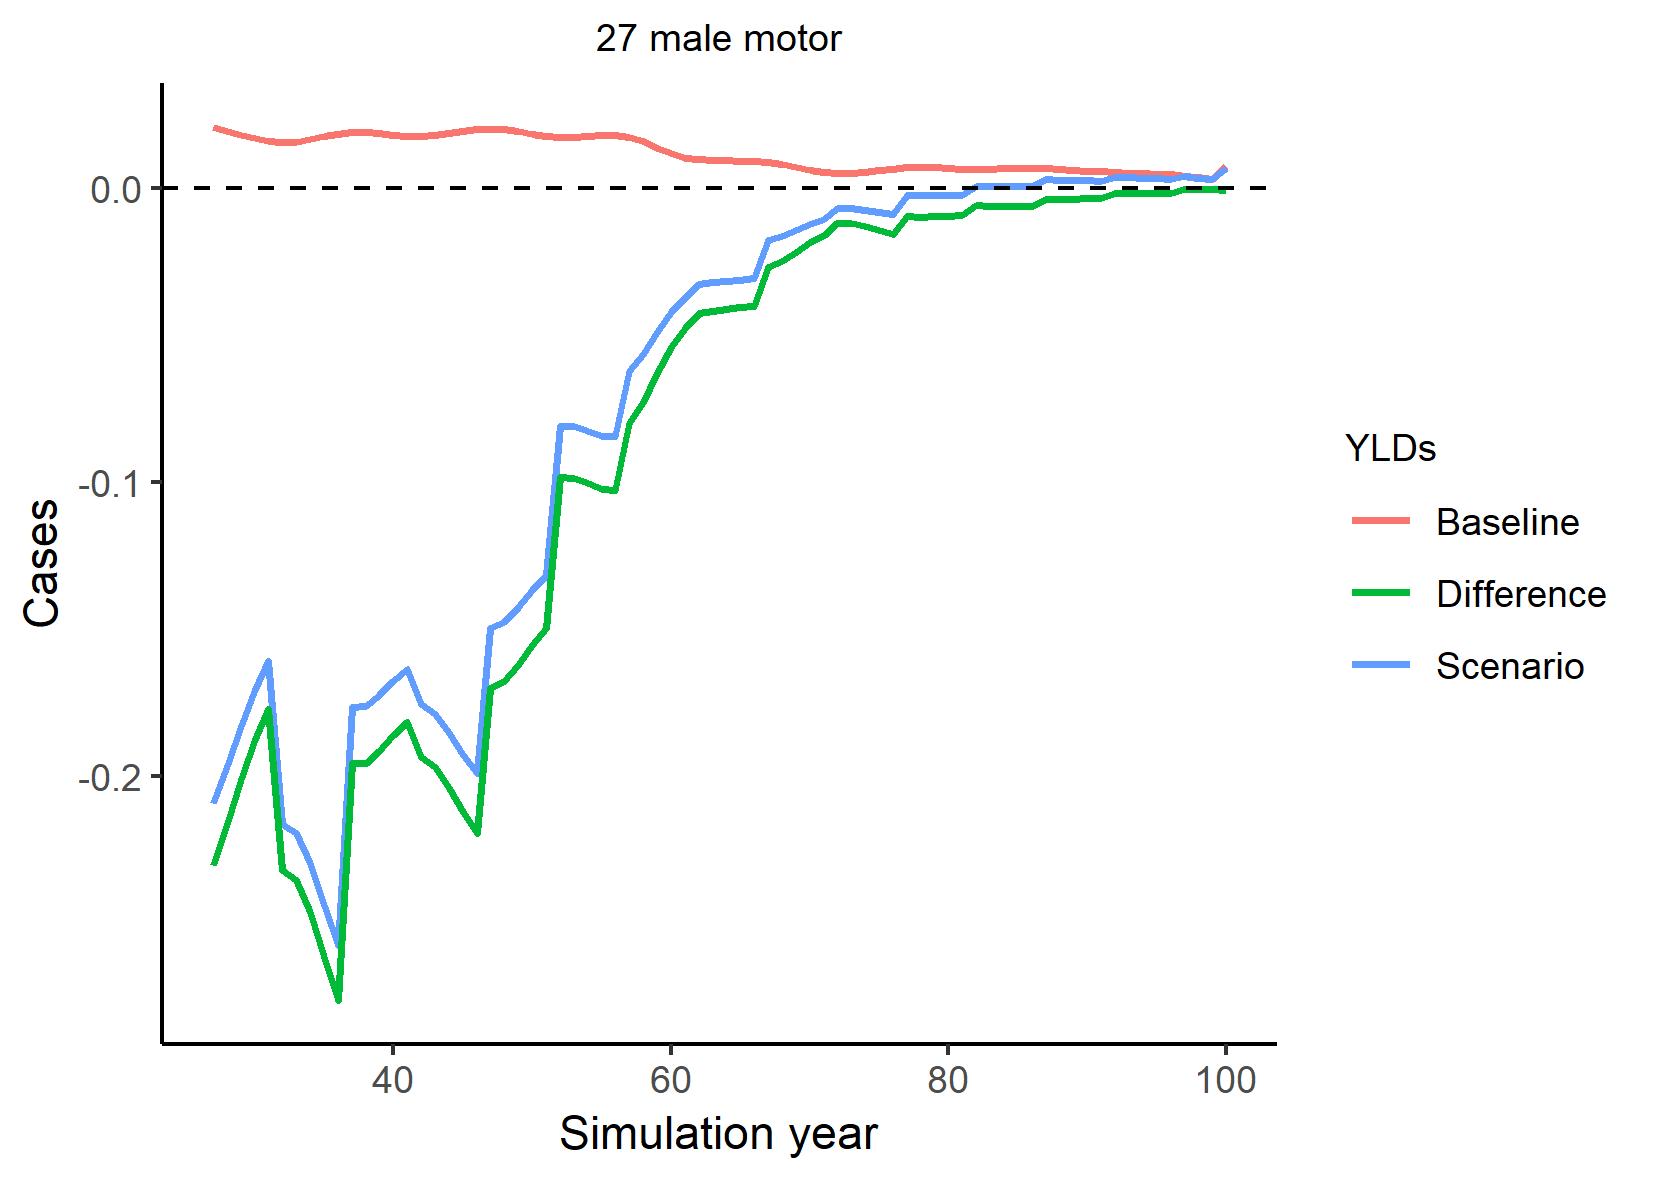 27 male motor
0.0
-0.1
-0.2
Cases
40 60 80 100
Simulation year
YLDs
Baseline
Difference
Scenario